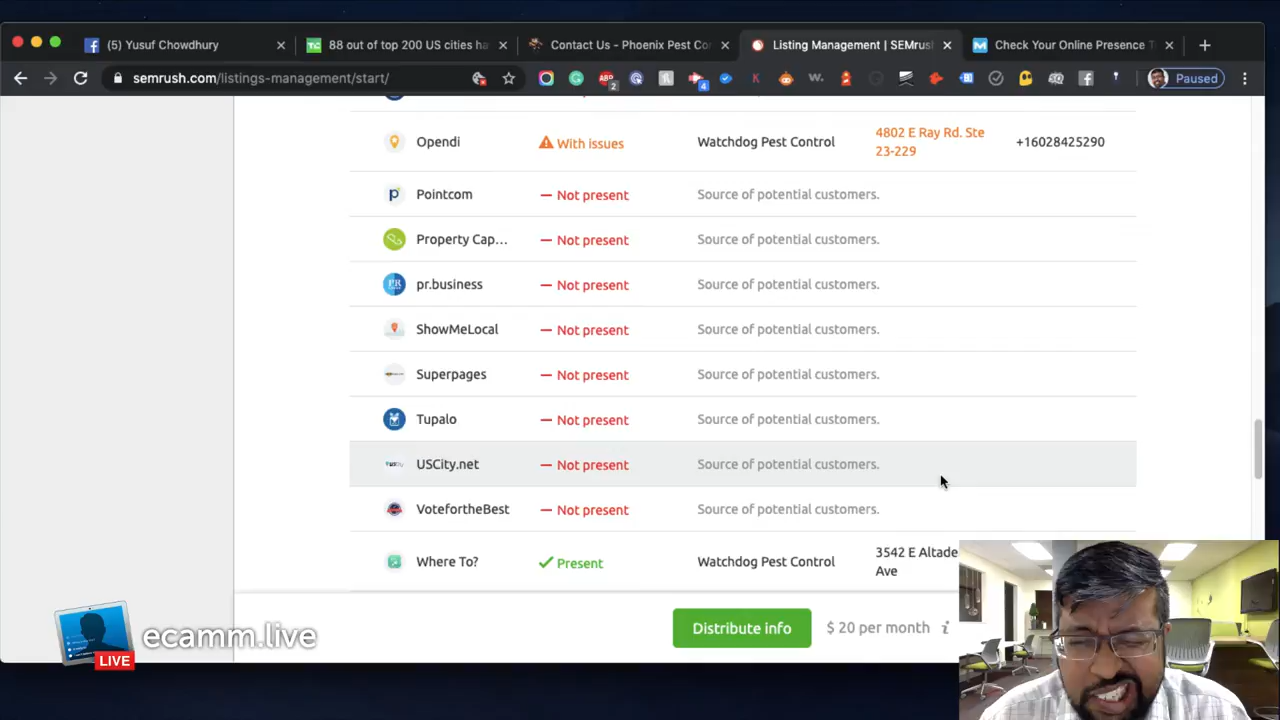 (5) Yusuf Chowdhury
88 out of top 200 US cities ha
Contact Us - Phoenix Pest Cor
Listing Management | SEMrush
Check Your Online Presence T
semrush.com/listings-management/start/
2
4
Paused
Opendi With issues Watchdog Pest Control 4802 E Ray Rd. Ste +16028425290
23-229
Pointcom Not present Source of potential customers.
Property Cap... Not present Source of potential customers.
pr.business Not present Source of potential customers.
ShowMeLocal Not present Source of potential customers.
Superpages Not present Source of potential customers.
Tupalo Not present Source of potential customers.
USCity.net Not present Source of potential customers.
VotefortheBest Not present Source of potential customers.
Where To? Present Watchdog Pest Control 3542 E Altade
Ave
Distribute info $ 20 per month i
ecamm.live
LIVE